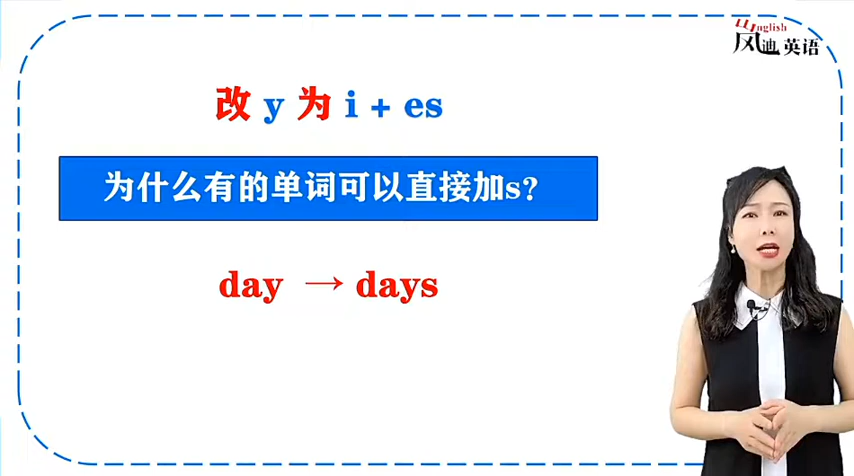 English
风迪英语
改 y 为 i + es
为什么有的单词可以直接加s?
day → days